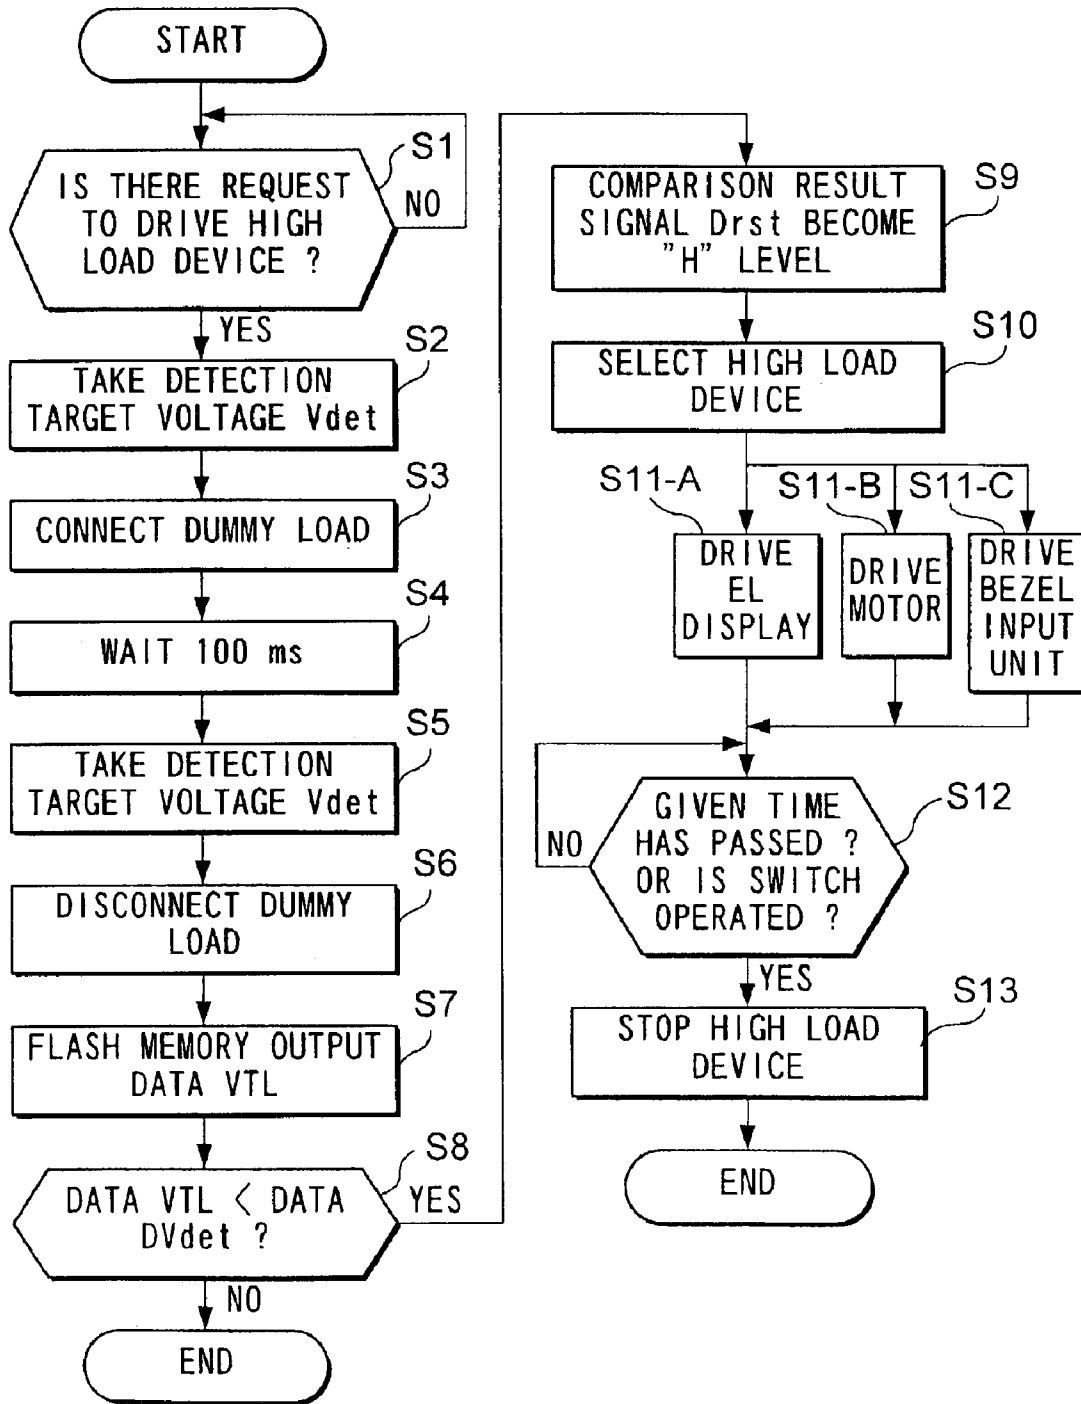 START
S1
IS THERE REQUEST
TO DRIVE HIGH
LOAD DEVICE ?
NO
YES
S2
TAKE DETECTION
TARGET VOLTAGE Vdet
S3
CONNECT DUMMY LOAD
S4
WAIT 100 ms
S5
TAKE DETECTION
TARGET VOLTAGE Vdet
S6
DISCONNECT DUMMY
LOAD
S7
FLASH MEMORY OUTPUT
DATA VTL
S8
DATA VTL < DATA
DVdet ?
YES
NO
END
S9
COMPARISON RESULT
SIGNAL Drst BECOME
"H" LEVEL
S10
SELECT HIGH LOAD
DEVICE
S11-A
DRIVE
EL
DISPLAY
S11-B
DRIVE
MOTOR
S11-C
DRIVE
BEZEL
INPUT
UNIT
S12
GIVEN TIME
HAS PASSED ?
OR IS SWITCH
OPERATED ?
NO
YES
S13
STOP HIGH LOAD
DEVICE
END